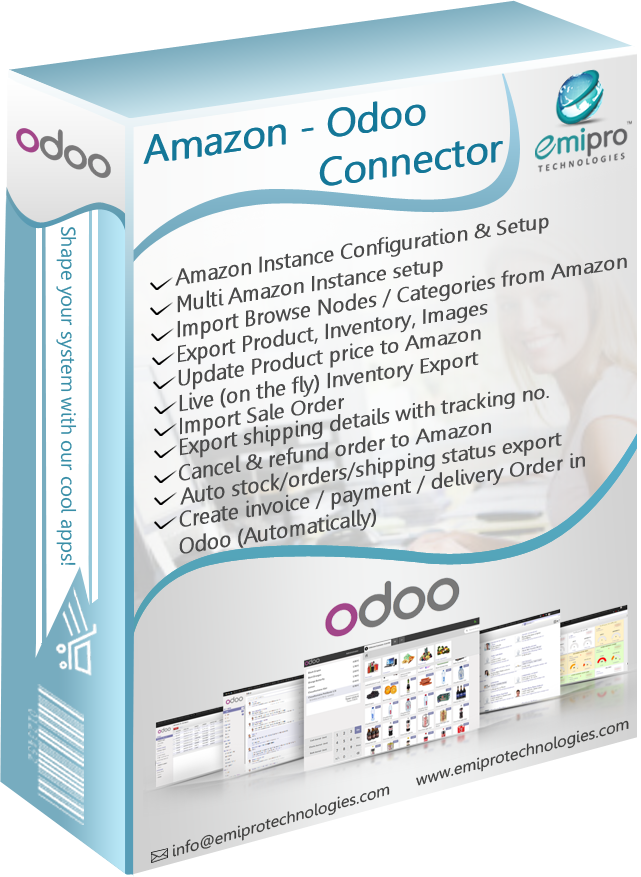 odoo
Shape your system with our cool apps!
Amazon - Odoo
Connector
emipro
TM
TECHNOLOGIES
Amazon Instance Configuration & Setup
Multi Amazon Instance setup
Import Browse Nodes / Categories from Amazon
Export Product, Inventory, Images
Update Product price to Amazon
Live (on the fly) Inventory Export
Import Sale Order
Export shipping details with tracking no.
Cancel & refund order to Amazon
Auto stock/orders/shipping status export
Create invoice / payment / delivery Order in
Odoo (Automatically)
odoo
odoo
info@emiprotechnologies.com
www.emiprotechnologies.com